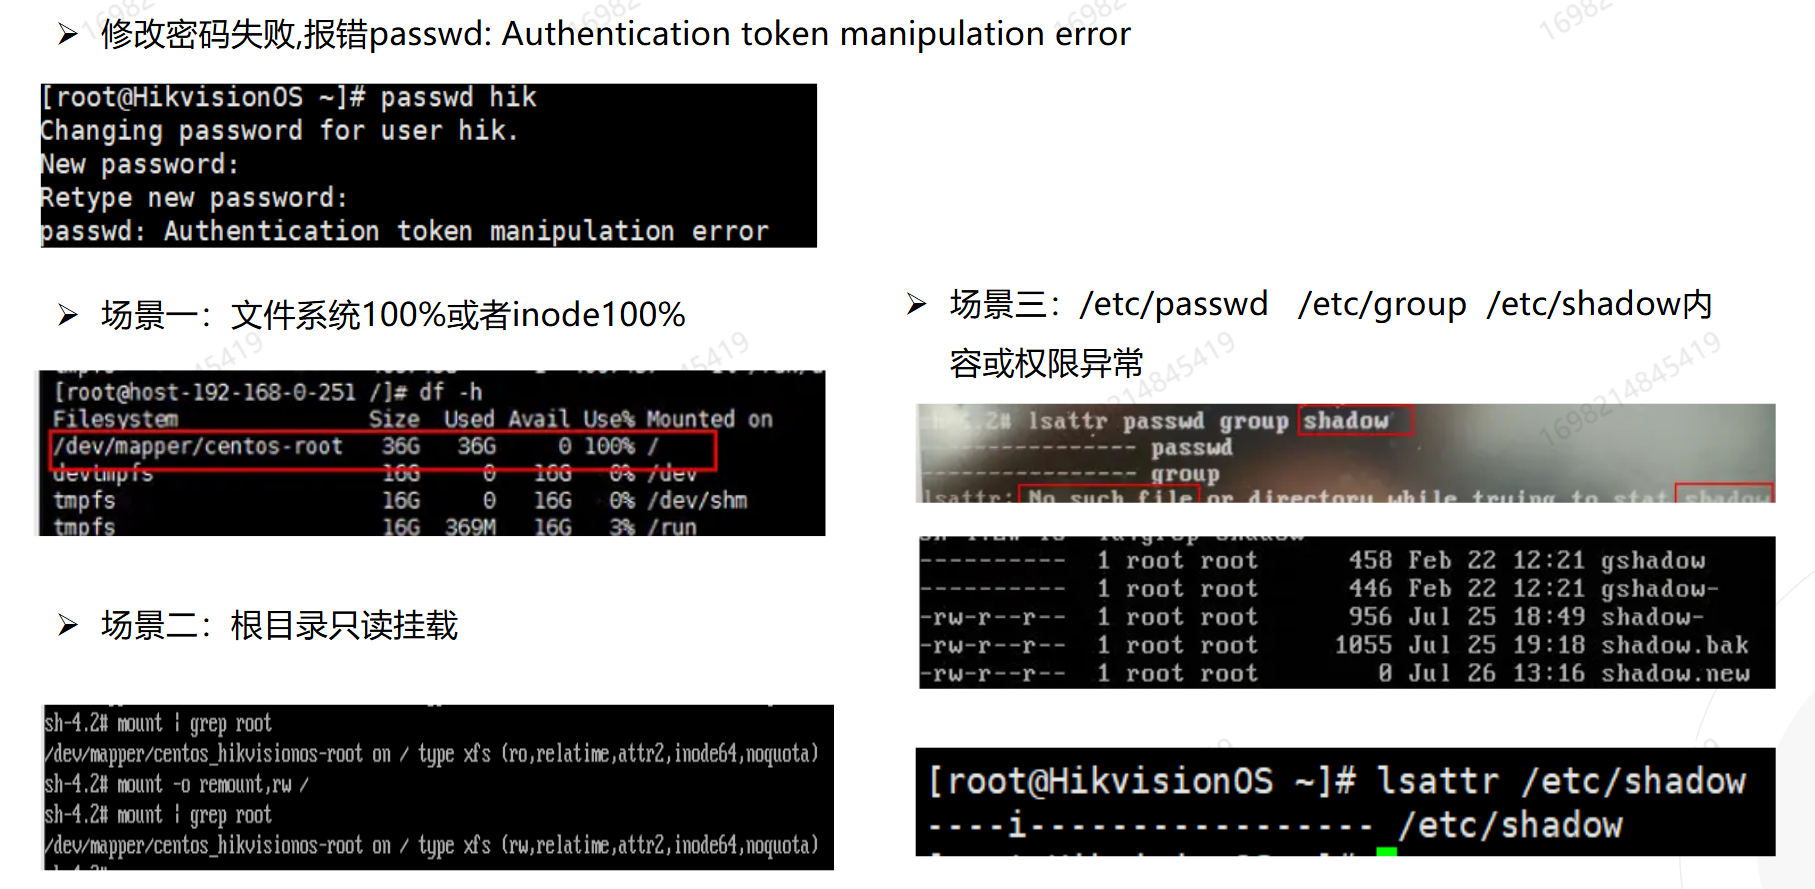 ➢ 修改密码失败,报错passwd: Authentication token manipulation error
[root@HikvisionOS ~]# passwd hik
Changing password for user hik.
New password:
Retype new password:
passwd: Authentication token manipulation error
➢ 场景一：文件系统100%或者inode100%
[root@host-192-168-0-251 /]# df -h
Filesystem Size Used Avail Use% Mounted on
/dev/mapper/centos-root 36G 36G 0 100% /
devtmpfs 16G 0 16G 0% /dev
tmpfs 16G 0 16G 0% /dev/shm
tmpfs 16G 369M 16G 3% /run
➢ 场景二：根目录只读挂载
sh-4.2# mount | grep root
/dev/mapper/centos_hikvisionos-root on / type xfs (ro,relatime,attr2,inode64,noquota)
sh-4.2# mount -o remount,rw /
sh-4.2# mount | grep root
/dev/mapper/centos_hikvisionos-root on / type xfs (rw,relatime,attr2,inode64,noquota)
➢ 场景三：/etc/passwd /etc/group /etc/shadow内
容或权限异常
lsattr passwd group shadow
---------------- passwd
---------------- group
lsattr: No such file or directory while trying to stat shadow
---------- 1 root root 458 Feb 22 12:21 gshadow
---------- 1 root root 446 Feb 22 12:21 gshadow-
-rw-r--r-- 1 root root 956 Jul 25 18:49 shadow-
-rw-r--r-- 1 root root 1055 Jul 25 19:18 shadow.bak
-rw-r--r-- 1 root root 0 Jul 26 13:16 shadow.new
[root@HikvisionOS ~]# lsattr /etc/shadow
----i----------------- /etc/shadow
1698214845419